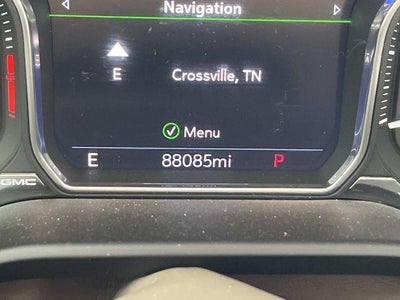 Navigation
E Crossville, TN
Menu
E 88085mi P
GMC